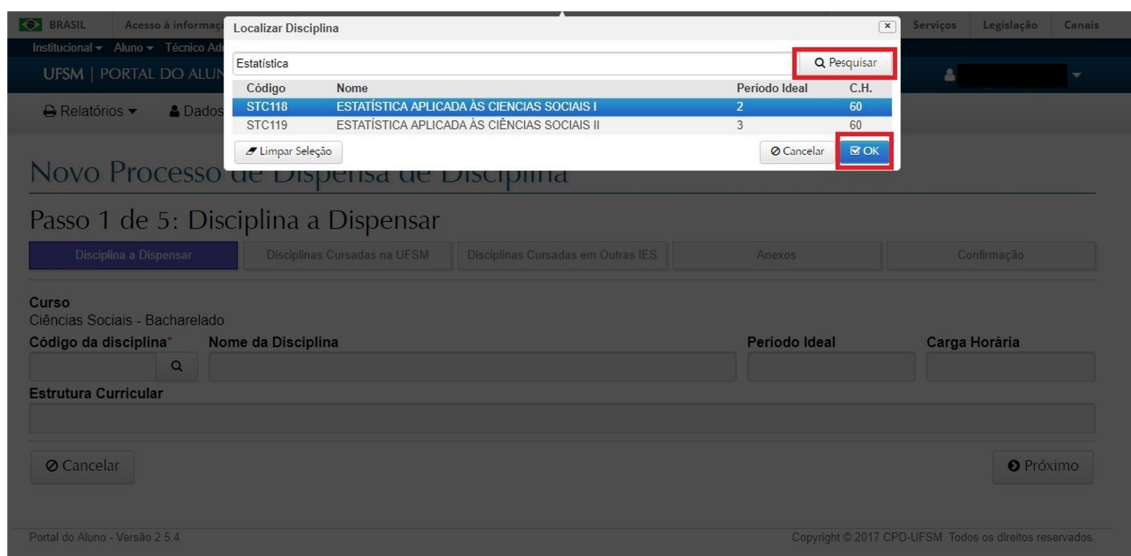 BRASIL Acesso à informaç Serviços Legislação Canais
Localizar Disciplina
Institucional Aluno Técnico Ad
Estatística Pesquisar
UFSM | PORTAL DO ALUN
Código Nome Período Ideal C.H.
STC118 ESTATÍSTICA APLICADA ÀS CIENCIAS SOCIAIS I 2 60
STC119 ESTATÍSTICA APLICADA ÀS CIÊNCIAS SOCIAIS II 3 60
Relatórios Dados
Limpar Seleção Cancelar OK
Novo Processo de Dispensa de Disciplina
Passo 1 de 5: Disciplina a Dispensar
Disciplina a Dispensar Disciplinas Cursadas na UFSM Disciplinas Cursadas em Outras IES Anexos Confirmação
Curso
Ciências Sociais - Bacharelado
Código da disciplina* Nome da Disciplina Periodo Ideal Carga Horária
Estrutura Curricular
Cancelar Próximo
Portal do Aluno - Versão 2.5.4 Copyright © 2017 CPD-UFSM. Todos os direitos reservados.